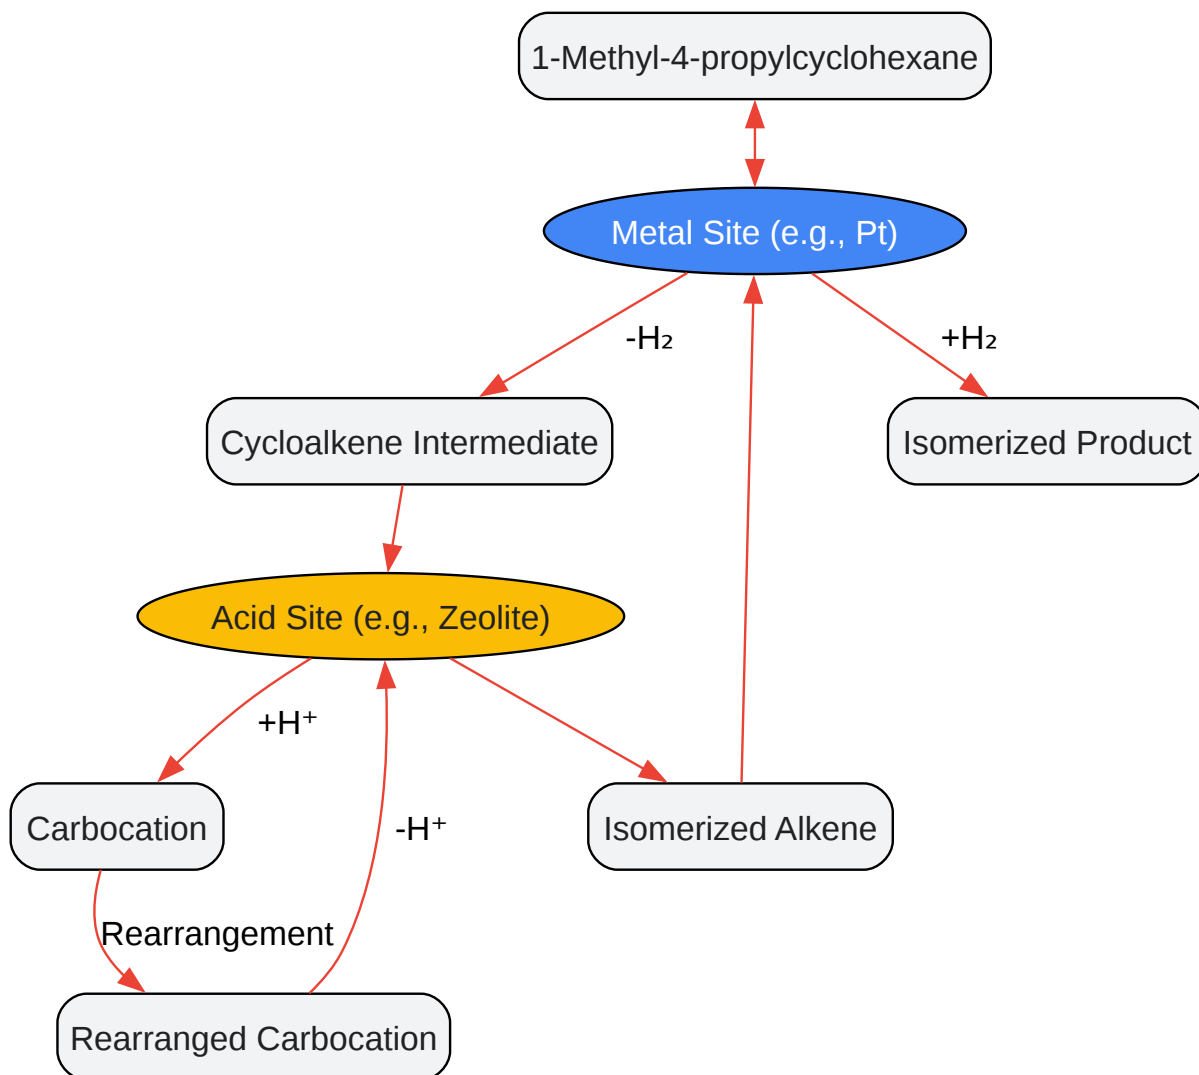 1-Methyl-4-propylcyclohexane
Metal Site (e.g., Pt)
-H₂
+H₂
Cycloalkene Intermediate
Isomerized Product
Acid Site (e.g., Zeolite)
+H⁺
Carbocation
-H⁺
Isomerized Alkene
Rearrangement
Rearranged Carbocation